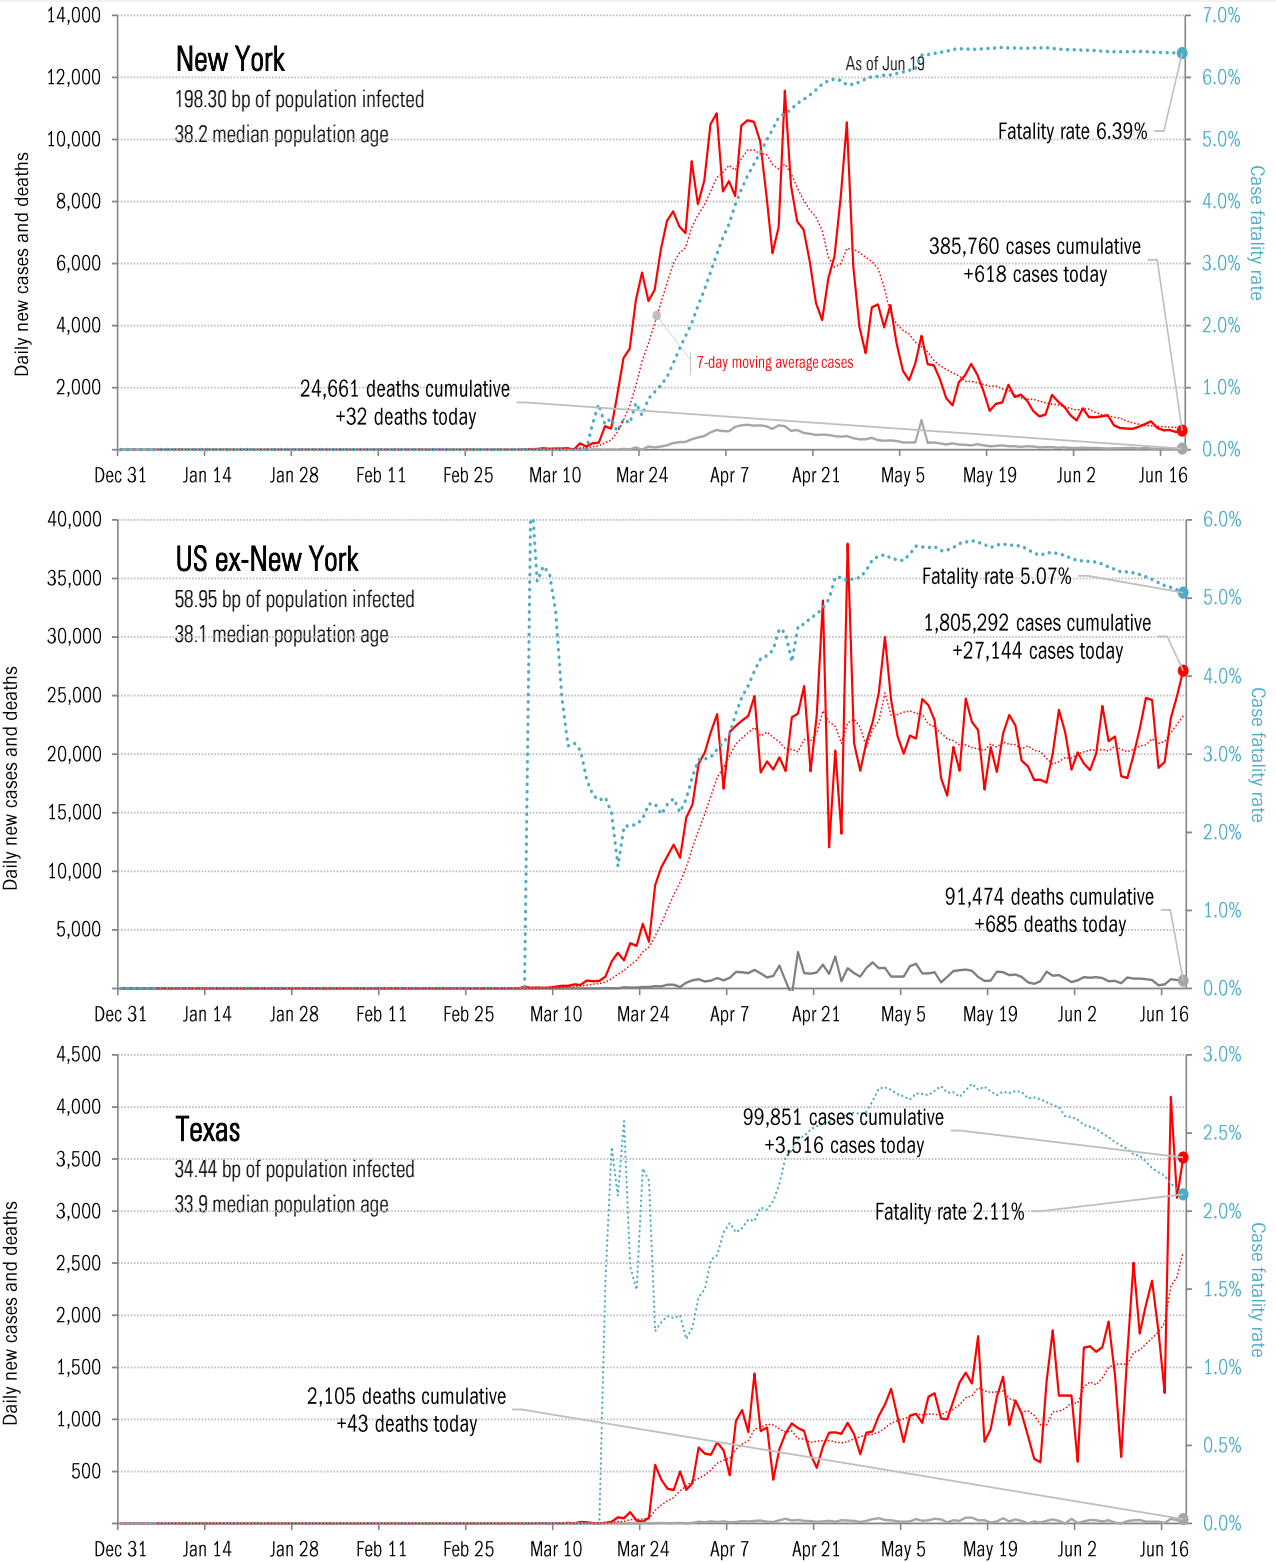 14,000
12,000
10,000
8,000
6,000
4,000
2,000
7.0%
6.0%
5.0%
4.0%
3.0%
2.0%
1.0%
0.0%
Daily new cases and deaths
Case fatality rate
New York
198.30 bp of population infected
38.2 median population age
As of Jun 19
Fatality rate 6.39%
385,760 cases cumulative
+618 cases today
7-day moving average cases
24,661 deaths cumulative
+32 deaths today
Dec 31 Jan 14 Jan 28 Feb 11 Feb 25 Mar 10 Mar 24 Apr 7 Apr 21 May 5 May 19 Jun 2 Jun 16
40,000
35,000
30,000
25,000
20,000
15,000
10,000
5,000
6.0%
5.0%
4.0%
3.0%
2.0%
1.0%
0.0%
Daily new cases and deaths
Case fatality rate
US ex-New York
58.95 bp of population infected
38.1 median population age
Fatality rate 5.07%
1,805,292 cases cumulative
+27,144 cases today
91,474 deaths cumulative
+685 deaths today
Dec 31 Jan 14 Jan 28 Feb 11 Feb 25 Mar 10 Mar 24 Apr 7 Apr 21 May 5 May 19 Jun 2 Jun 16
4,500
4,000
3,500
3,000
2,500
2,000
1,500
1,000
500
3.0%
2.5%
2.0%
1.5%
1.0%
0.5%
0.0%
Daily new cases and deaths
Case fatality rate
Texas
34.44 bp of population infected
33.9 median population age
99,851 cases cumulative
+3,516 cases today
Fatality rate 2.11%
2,105 deaths cumulative
+43 deaths today
Dec 31 Jan 14 Jan 28 Feb 11 Feb 25 Mar 10 Mar 24 Apr 7 Apr 21 May 5 May 19 Jun 2 Jun 16